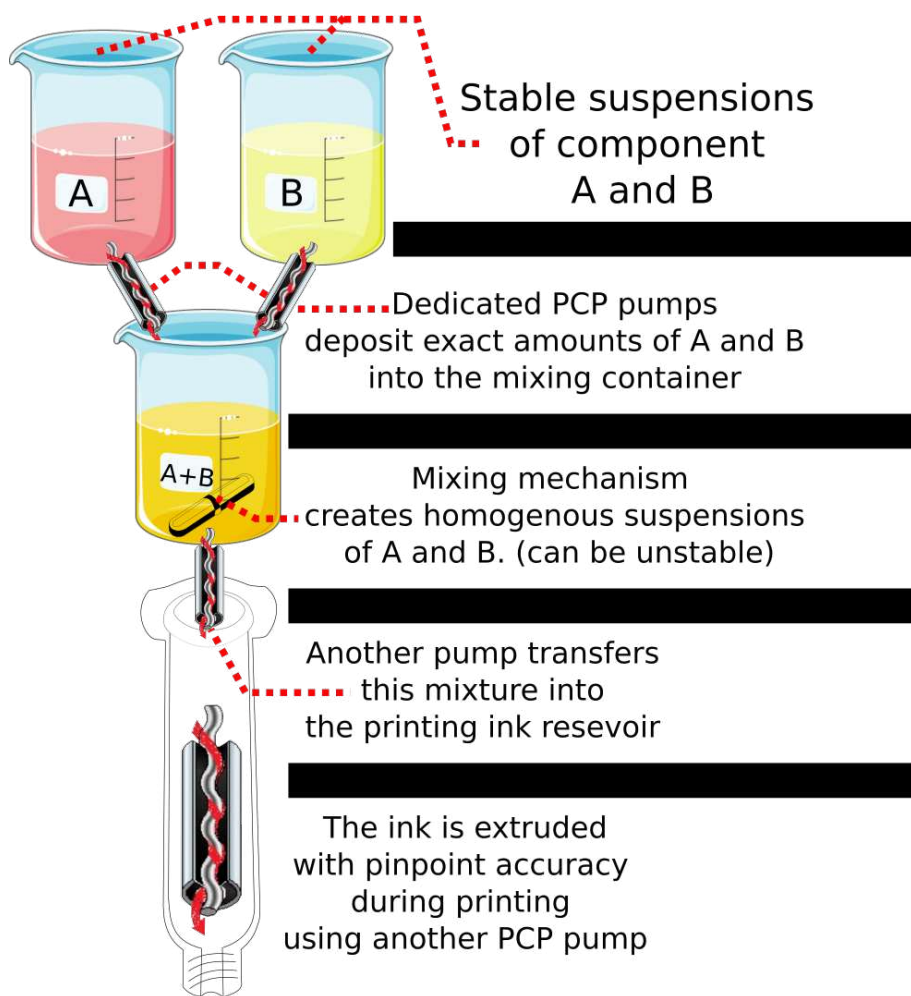 A
B
Stable suspensions
of component
A and B
Dedicated PCP pumps
deposit exact amounts of A and B
into the mixing container
A+B
Mixing mechanism
creates homogenous suspensions
of A and B. (can be unstable)
Another pump transfers
this mixture into
the printing ink resevoir
The ink is extruded
with pinpoint accuracy
during printing
using another PCP pump